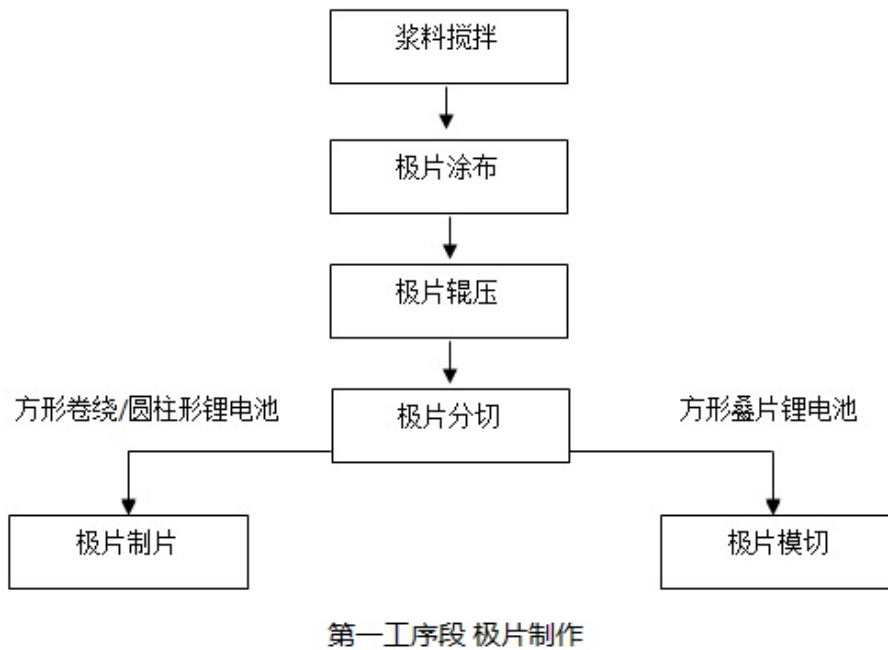 浆料搅拌
极片涂布
极片辊压
方形卷绕/圆柱形锂电池
极片分切
方形叠片锂电池
极片制片
极片模切
第一工序段 极片制作